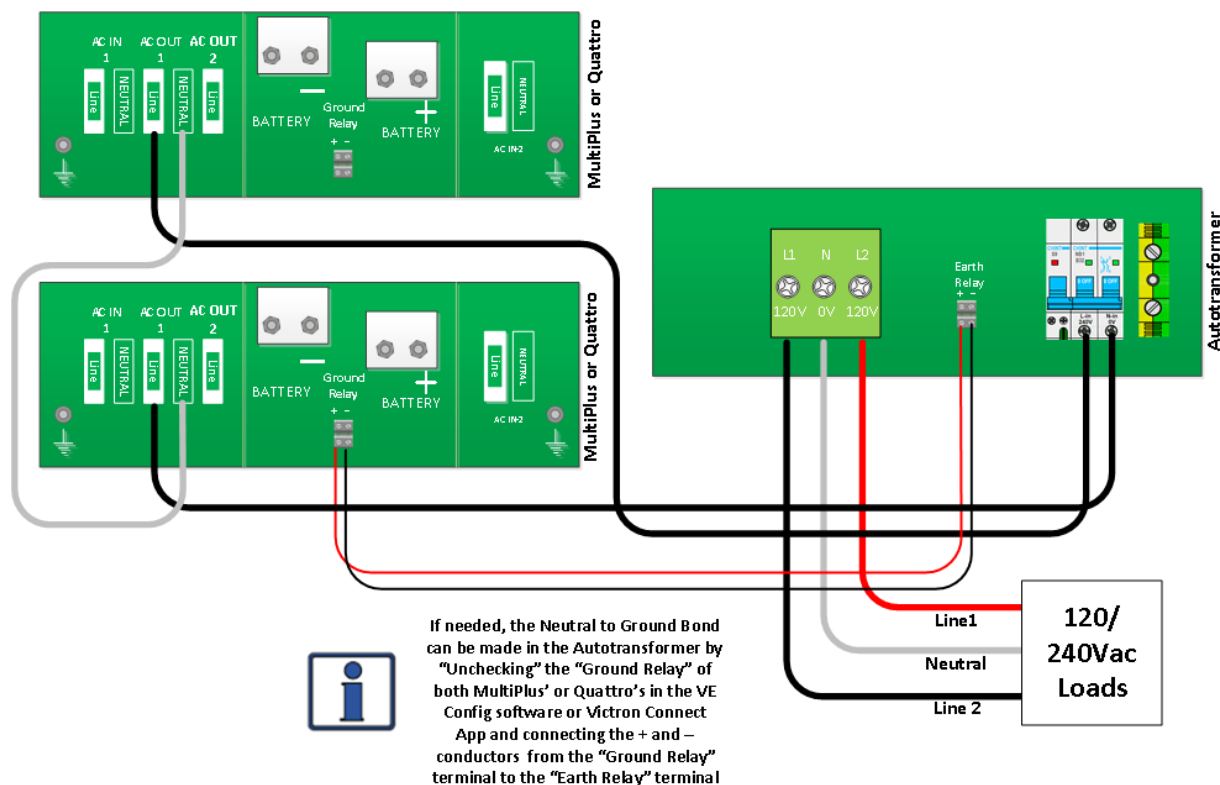 AC IN AC OUT AC OUT
1 1 2
Line NEUTRAL Line NEUTRAL Line
BATTERY
Ground
Relay
+ −
BATTERY
Line NEUTRAL
AC IN-2
MultiPlus or Quattro
AC IN AC OUT AC OUT
1 1 2
Line NEUTRAL Line NEUTRAL Line
BATTERY
Ground
Relay
+ −
BATTERY
Line NEUTRAL
AC IN-2
MultiPlus or Quattro
L1 N L2
120V 0V 120V
Earth
Relay
+ −
L-in N-in
240V 0V
Autotransformer
Line1
Neutral
Line 2
120/
240Vac
Loads
If needed, the Neutral to Ground Bond
can be made in the Autotransformer by
“Unchecking” the “Ground Relay” of
both MultiPlus’ or Quattro’s in the VE
Config software or Victron Connect
App and connecting the + and –
conductors from the “Ground Relay”
terminal to the “Earth Relay” terminal